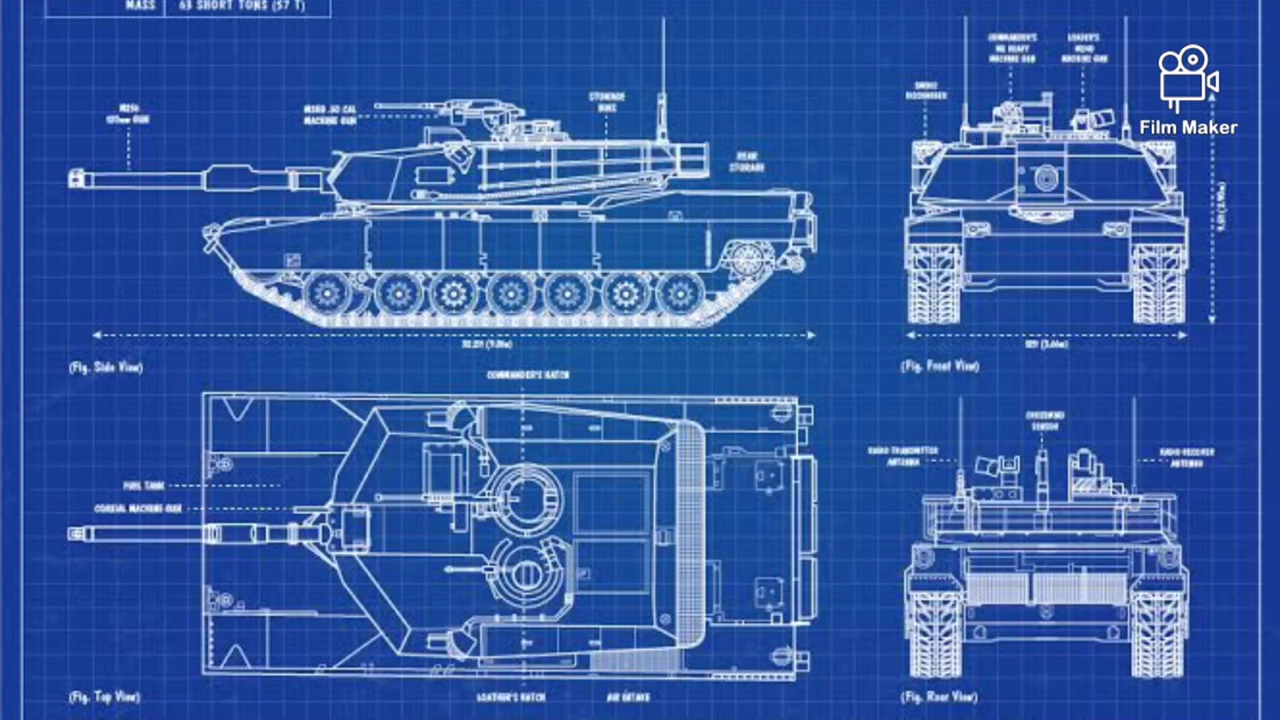 MASS 63 SHORT TONS (57 T)
COMMANDER'S
M2 HEAVY
MACHINE GUN
LOADER'S
M240
MACHINE GUN
Film Maker
SMOKE
DISCHARGER
M256
120mm GUN
.50 CAL
MACHINE GUN
STORAGE
BINS
REAR
STORAGE
(Fig. Side View)
(Fig. Front View)
COMMANDER'S HATCH
CROSSWIND
SENSOR
RADIO TRANSMITTER
ANTENNA
RADIO RECEIVER
ANTENNA
FUEL TANK
COAXIAL MACHINE GUN
(Fig. Top View)
LOADER'S HATCH
AIR INTAKE
(Fig. Rear View)